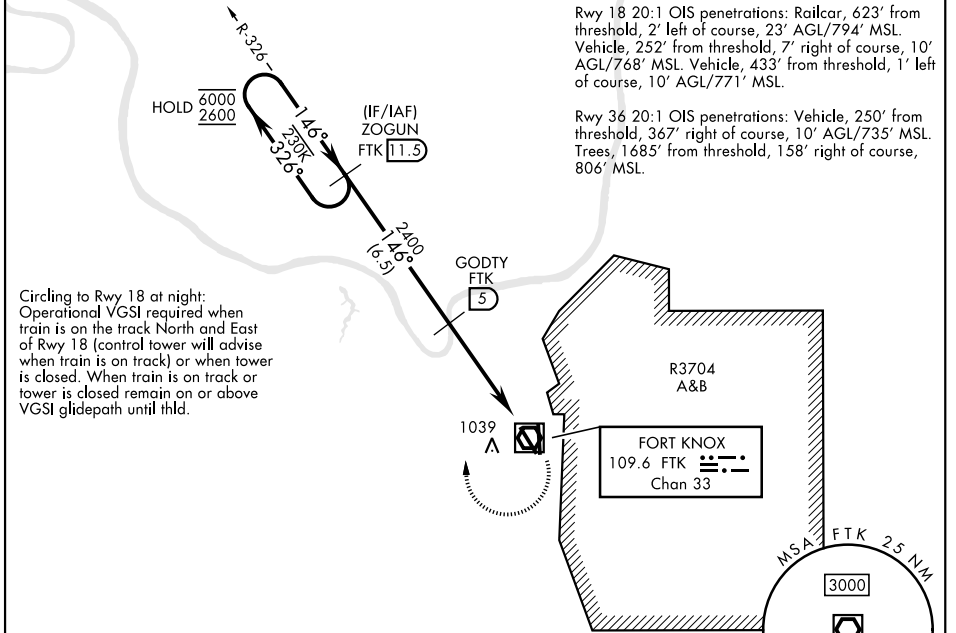 Rwy 18 20:1 OIS penetrations: Railcar, 623’ from
threshold, 2’ left of course, 23’ AGL/794’ MSL.
Vehicle, 252’ from threshold, 7’ right of course, 10’
AGL/768’ MSL. Vehicle, 433’ from threshold, 1’ left
of course, 10’ AGL/771’ MSL.
Rwy 36 20:1 OIS penetrations: Vehicle, 250’ from
threshold, 367’ right of course, 10’ AGL/735’ MSL.
Trees, 1685’ from threshold, 158’ right of course,
806’ MSL.
R-326
HOLD 6000
2600
146°
230K
326°
(IF/IAF)
ZOGUN
FTK 11.5
2400
146°
(6.5)
GODTY
FTK
5
Circling to Rwy 18 at night:
Operational VGSI required when
train is on the track North and East
of Rwy 18 (control tower will advise
when train is on track) or when tower
is closed. When train is on track or
tower is closed remain on or above
VGSI glidepath until thld.
R3704
A&B
1039
FORT KNOX
109.6 FTK
Chan 33
MSA FTK 25 NM
3000